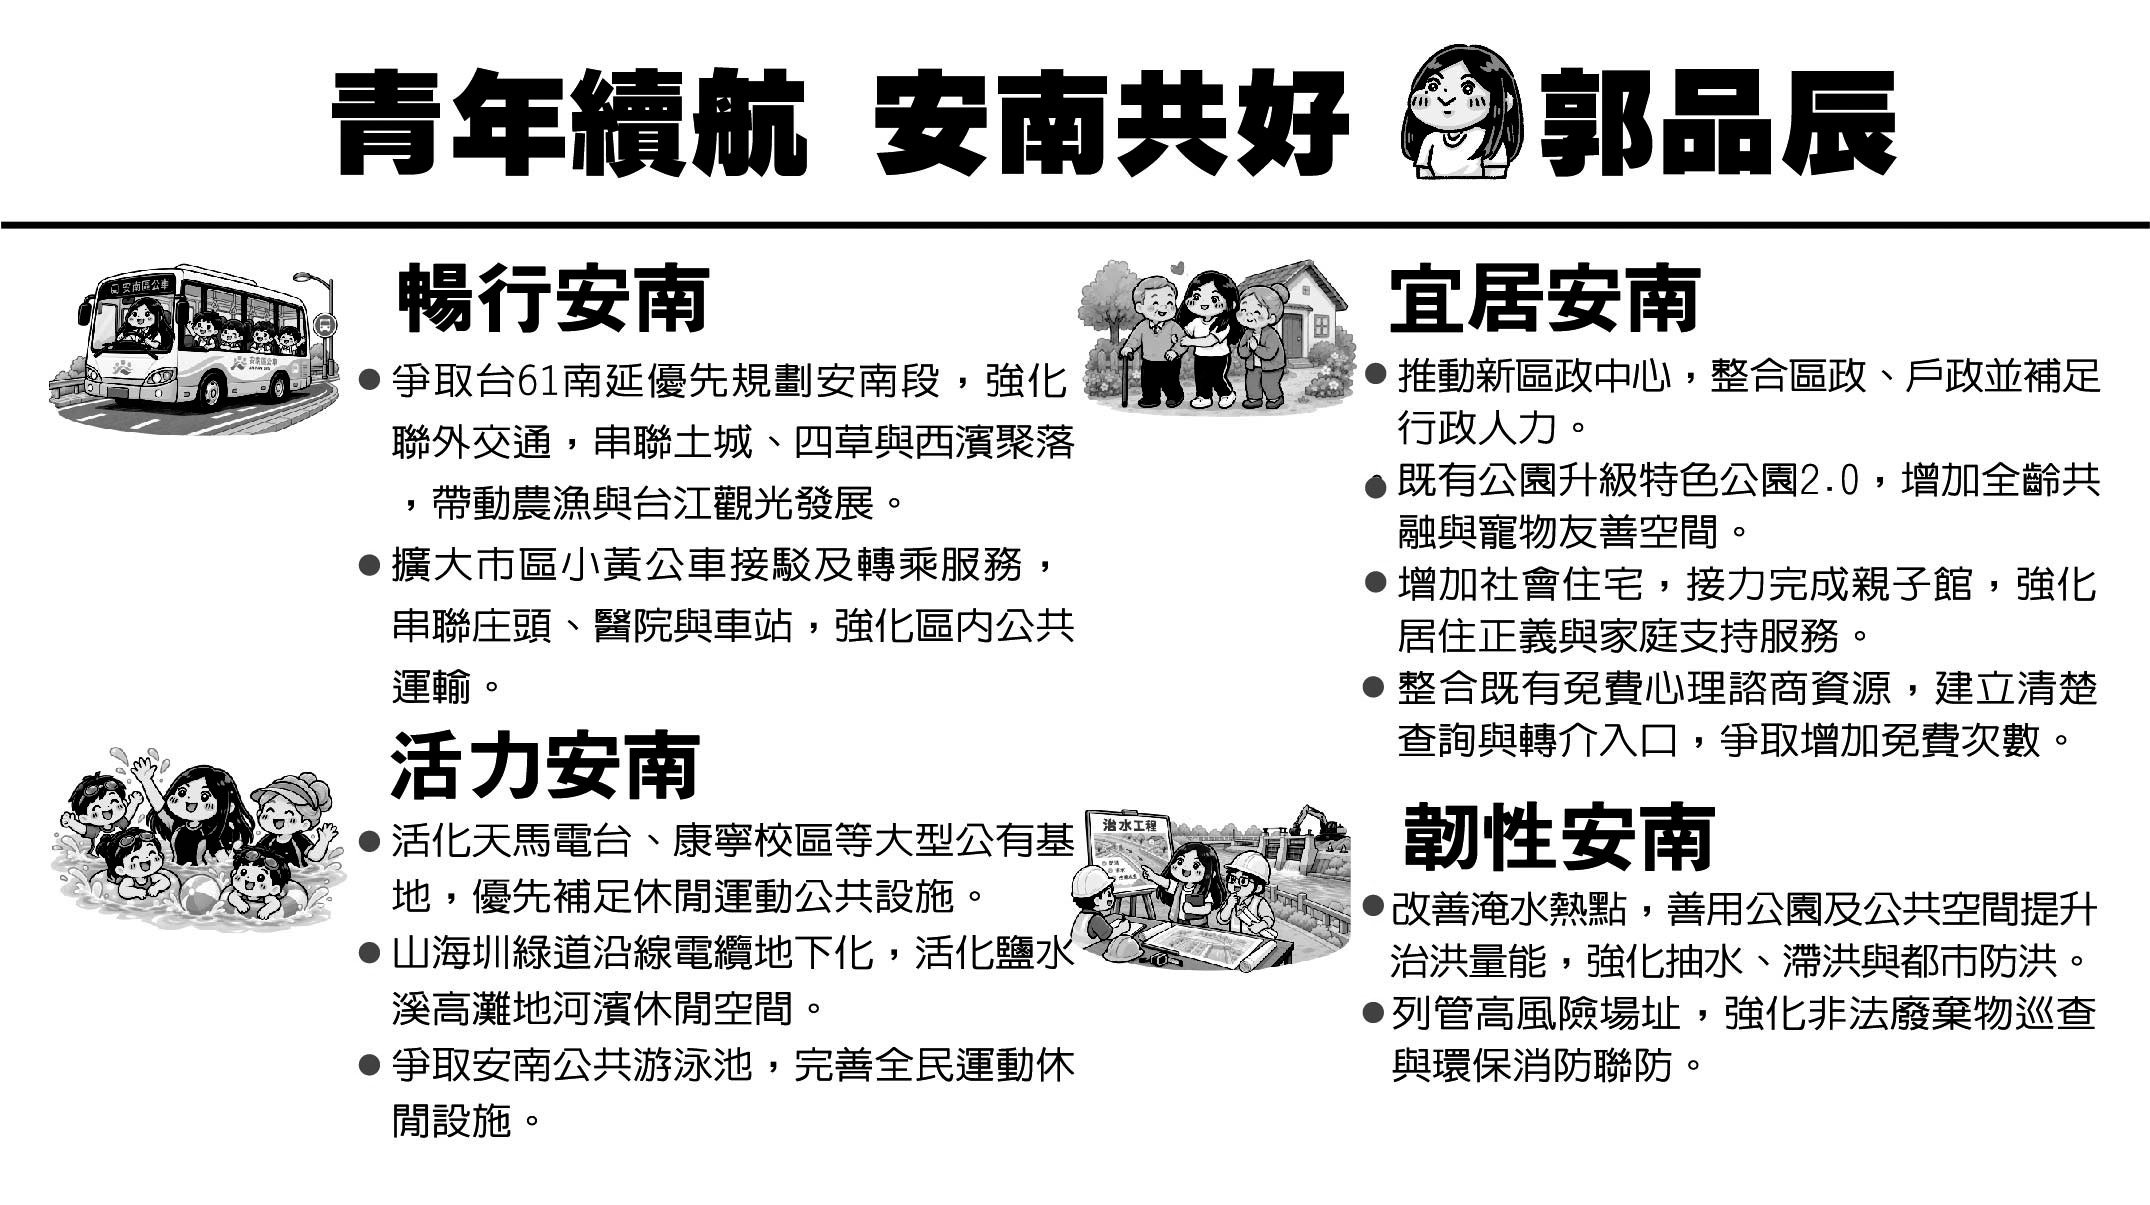 青年續航 安南共好 郭品辰
安南區公車
暢行安南
●爭取台61南延優先規劃安南段，強化
聯外交通，串聯土城、四草與西濱聚落
，帶動農漁與台江觀光發展。
●擴大市區小黃公車接駁及轉乘服務，
串聯庄頭、醫院與車站，強化區內公共
運輸。
活力安南
●活化天馬電台、康寧校區等大型公有基
地，優先補足休閒運動公共設施。
●山海圳綠道沿線電纜地下化，活化鹽水
溪高灘地河濱休閒空間。
●爭取安南公共游泳池，完善全民運動休
閒設施。
宜居安南
●推動新區政中心，整合區政、戶政並補足
行政人力。
●既有公園升級特色公園2.0，增加全齡共
融與寵物友善空間。
●增加社會住宅，接力完成親子館，強化
居住正義與家庭支持服務。
●整合既有免費心理諮商資源，建立清楚
查詢與轉介入口，爭取增加免費次數。
治水工程
韌性安南
●改善淹水熱點，善用公園及公共空間提升
治洪量能，強化抽水、滯洪與都市防洪。
●列管高風險場址，強化非法廢棄物巡查
與環保消防聯防。